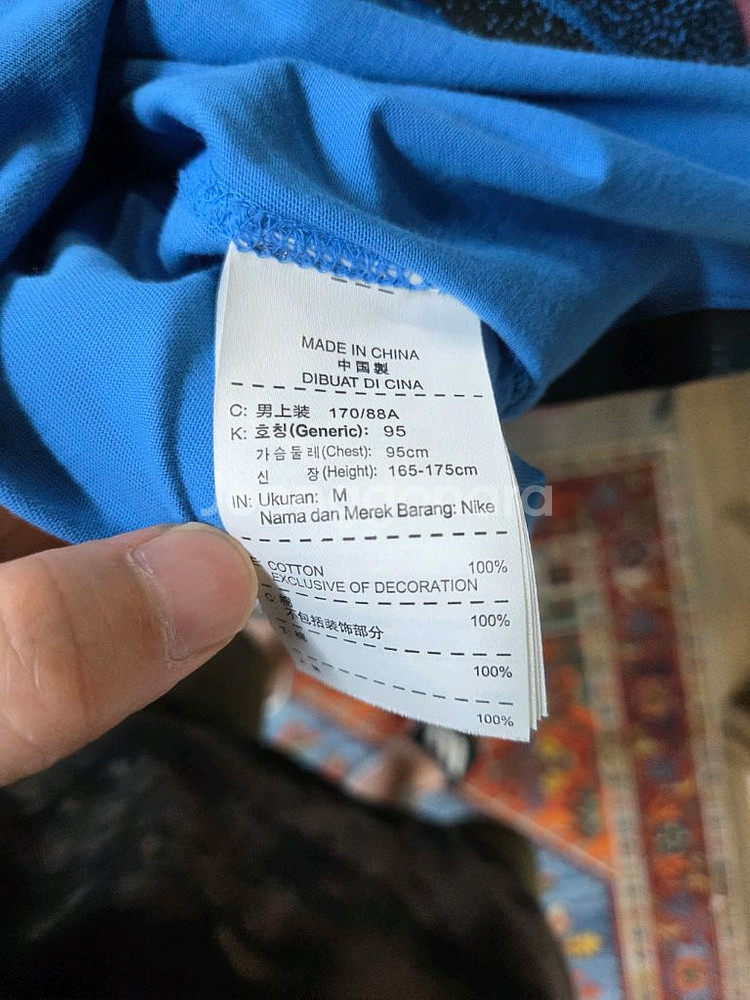 MADE IN CHINA
中国製
DIBUAT DI CINA
C: 男上装 170/88A
K: 호칭(Generic): 95
가슴둘레(Chest): 95cm
신 장(Height): 165-175cm
IN: Ukuran: M
Nama dan Merek Barang: Nike
COTTON 100%
EXCLUSIVE OF DECORATION
C: 棉 100%
不包括装饰部分
100%
100%